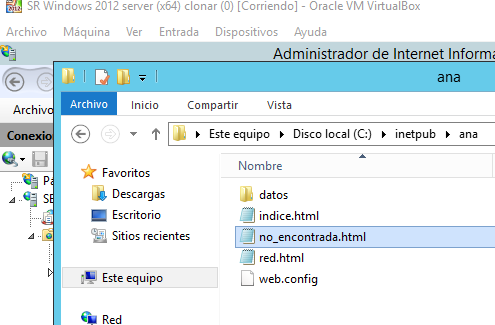 SR Windows 2012 server (x64) clonar (0) [Corriendo] - Oracle VM VirtualBox
Archivo Máquina Ver Entrada Dispositivos Ayuda
Administrador de Internet Informa
ana
Archivo Inicio Compartir Vista
Archivo
Este equipo Disco local (C:) inetpub ana
Conexio
Nombre
Favoritos
Descargas
Escritorio
Sitios recientes
Este equipo
Red
datos
indice.html
no_encontrada.html
red.html
web.config